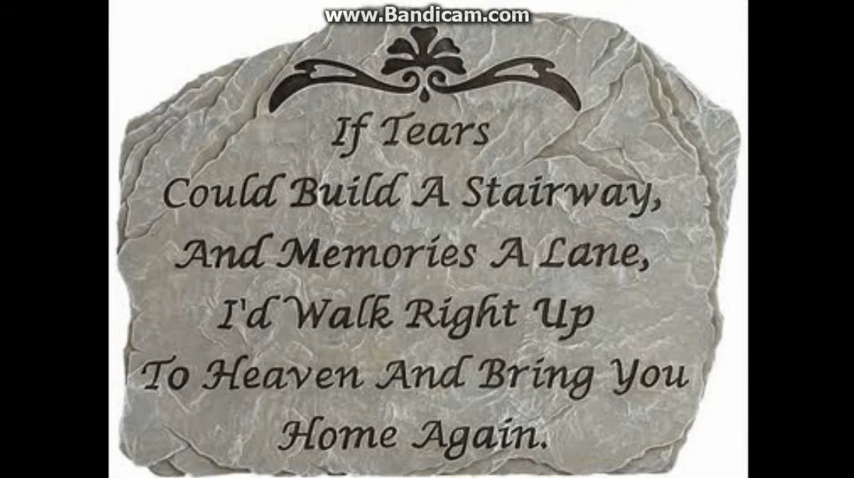 www.Bandicam.com
If Tears
Could Build A Stairway,
And Memories A Lane,
I'd Walk Right Up
To Heaven And Bring You
Home Again.